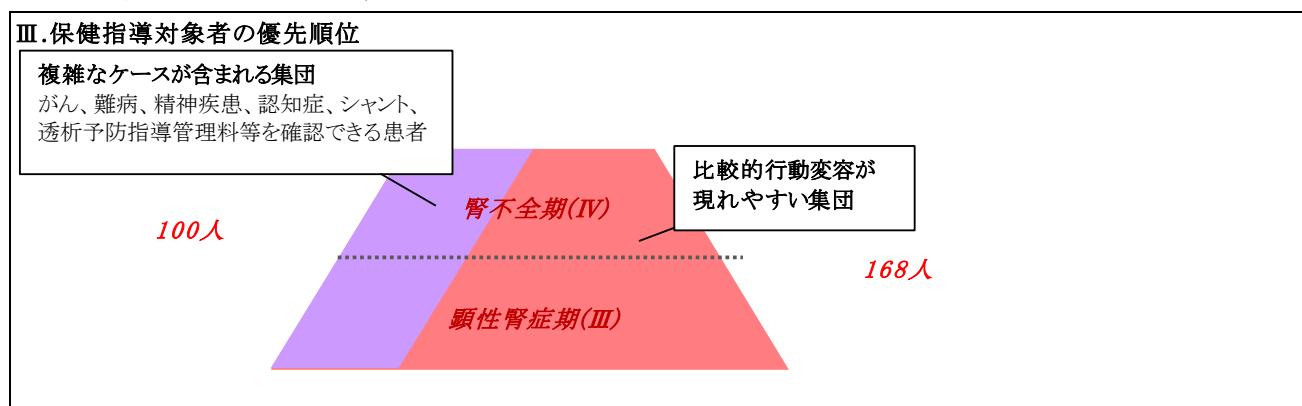 Ⅲ.保健指導対象者の優先順位
複雑なケースが含まれる集団
がん、難病、精神疾患、認知症、シャント、
透析予防指導管理料等を確認できる患者
比較的行動変容が
現れやすい集団
腎不全期(Ⅳ)
100人
168人
顕性腎症期(Ⅲ)